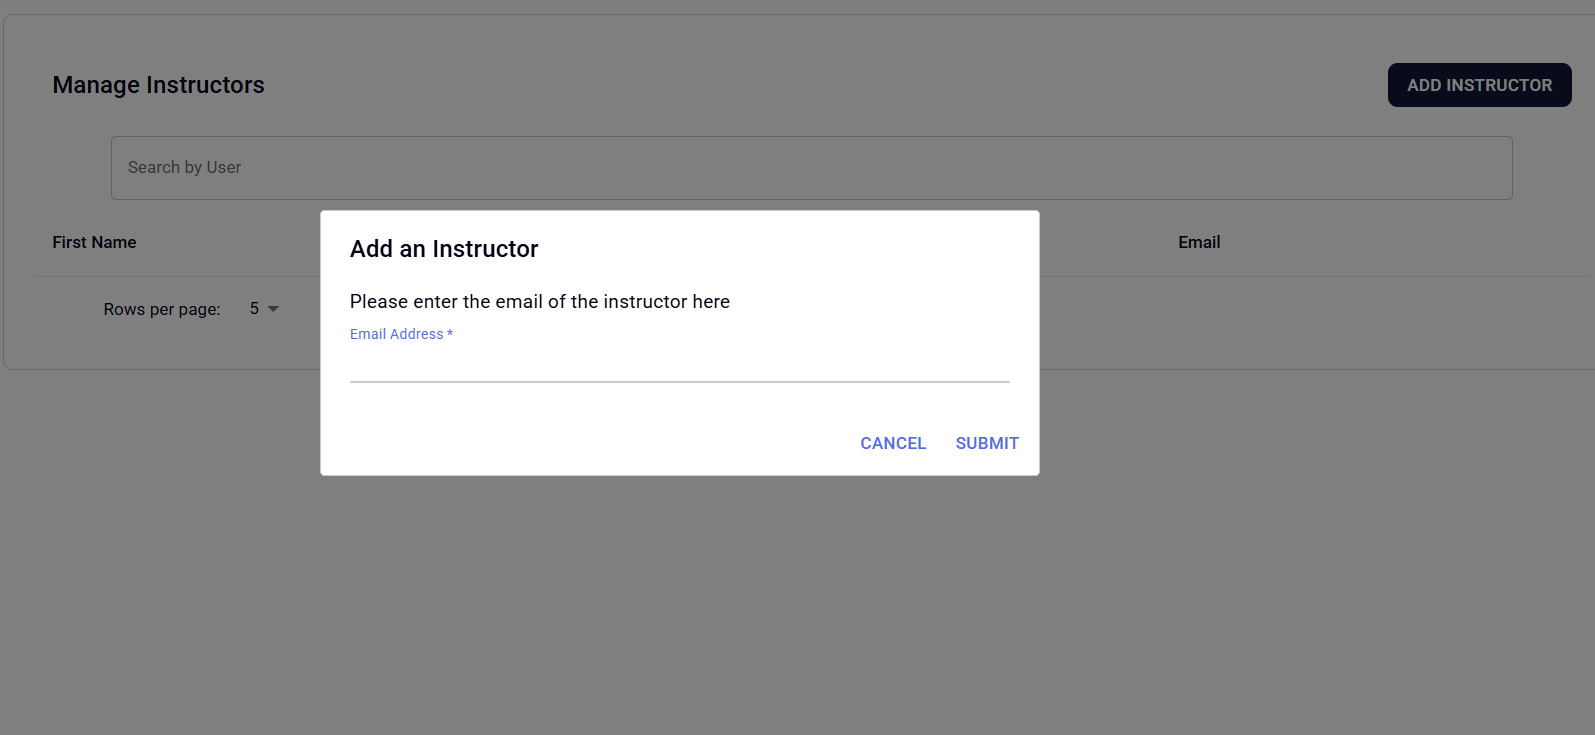 Manage Instructors
ADD INSTRUCTOR
Search by User
First Name
Email
Rows per page: 5
Add an Instructor
Please enter the email of the instructor here
Email Address *
CANCEL SUBMIT